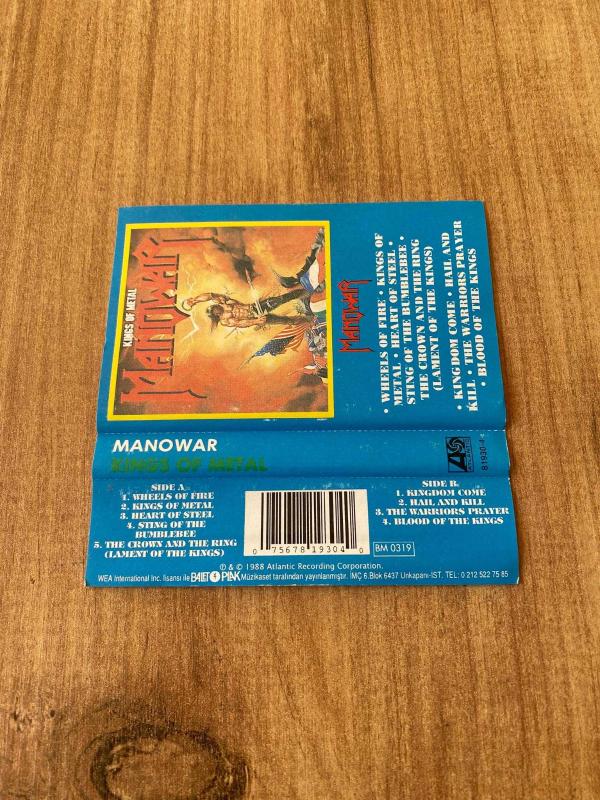 KINGS OF METAL
MANOWAR
MANOWAR
• WHEELS OF FIRE • KINGS OF
METAL • HEART OF STEEL •
STING OF THE BUMBLEBEE •
THE CROWN AND THE RING
(LAMENT OF THE KINGS)
• KINGDOM COME • HAIL AND
KILL • THE WARRIORS PRAYER
• BLOOD OF THE KINGS
MANOWAR
KINGS OF METAL
ATLANTIC
81930-4
SIDE A
1. WHEELS OF FIRE
2. KINGS OF METAL
3. HEART OF STEEL
4. STING OF THE
BUMBLEBEE
5. THE CROWN AND THE RING
(LAMENT OF THE KINGS)
0 75678 19304 0
BM 0319
SIDE B.
1. KINGDOM COME
2. HAIL AND KILL
3. THE WARRIORS PRAYER
4. BLOOD OF THE KINGS
℗ & © 1988 Atlantic Recording Corporation.
WEA International Inc. lisansı ile BALET PLAK Müzikaset tarafından yayınlanmıştır. İMÇ 6.Blok 6437 Unkapanı-IST. TEL: 0 212 522 75 85